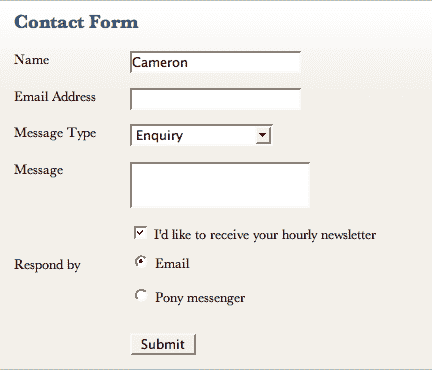 Contact Form
Name Cameron
Email Address
Message Type Enquiry
Message
I'd like to receive your hourly newsletter
Respond by Email
Pony messenger
Submit